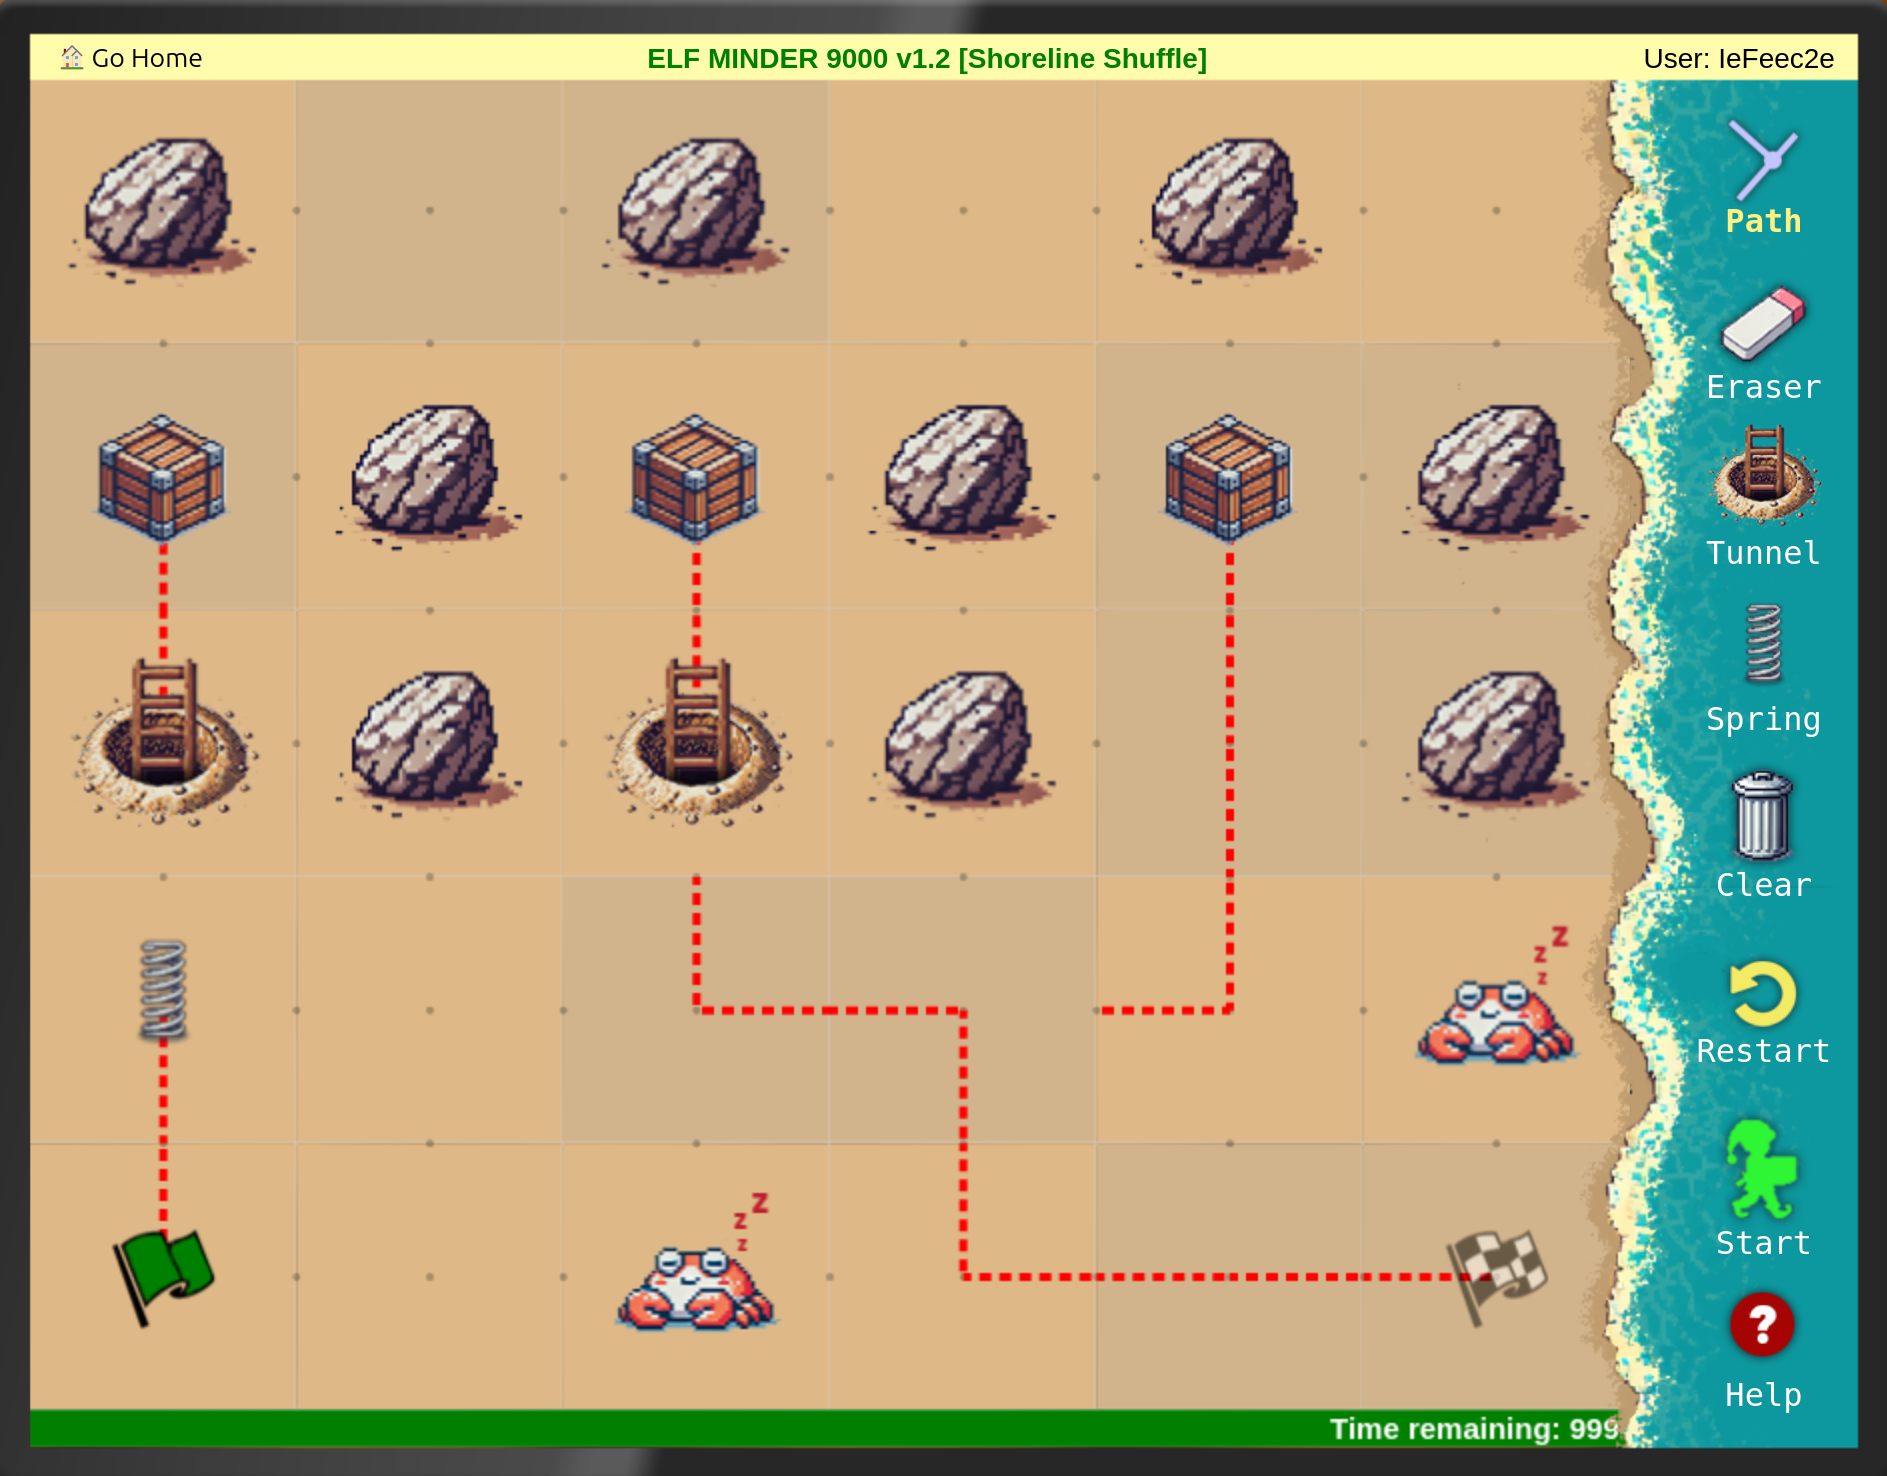 Go Home
ELF MINDER 9000 v1.2 [Shoreline Shuffle]
User: IeFeec2e
Path
Eraser
Tunnel
Spring
Clear
z
z
z
Restart
z
z
z
Start
?
Help
Time remaining: 999